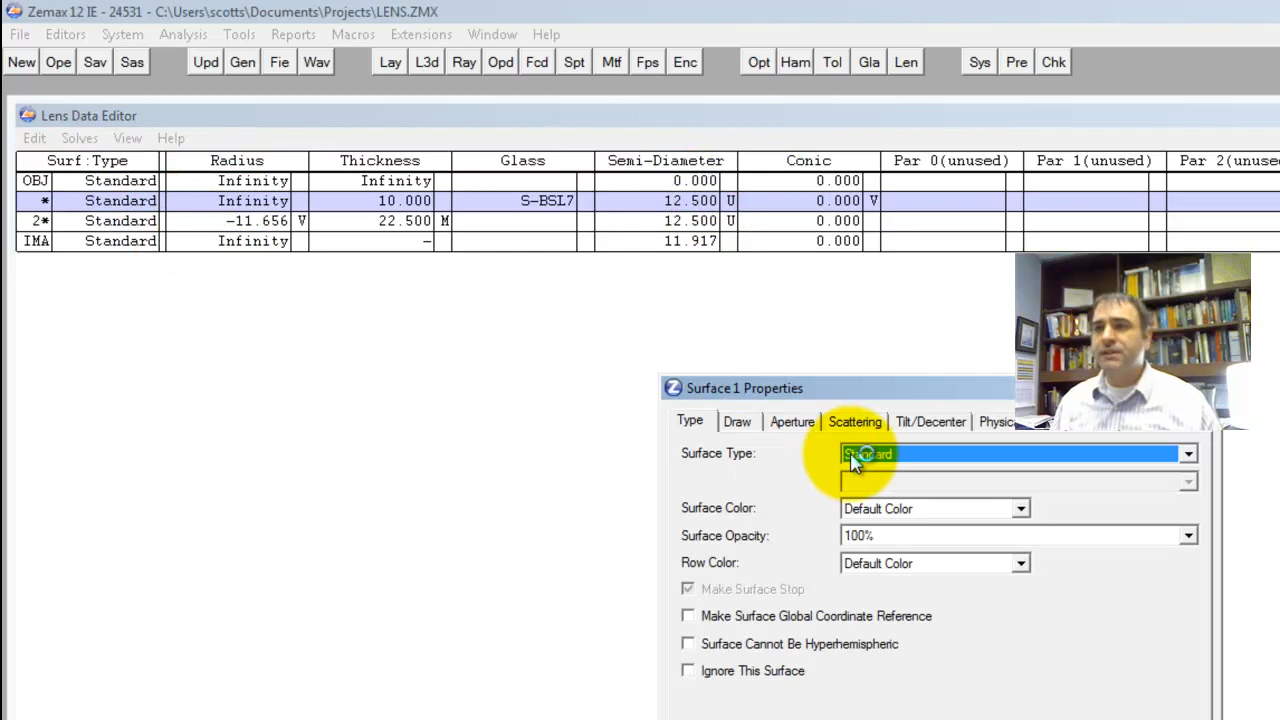 Zemax 12 IE - 24531 - C:\Users\scotts\Documents\Projects\LENS.ZMX
File Editors System Analysis Tools Reports Macros Extensions Window Help
New Ope Sav Sas Upd Gen Fie Wav Lay L3d Ray Opd Fcd Spt Mtf Fps Enc Opt Ham Tol Gla Len Sys Pre Chk
Lens Data Editor
Edit Solves View Help
Surf:Type Radius Thickness Glass Semi-Diameter Conic Par 0(unused) Par 1(unused) Par 2(unuse
OBJ Standard Infinity Infinity 0.000 0.000
* Standard Infinity 10.000 S-BSL7 12.500 U 0.000 V
2* Standard -11.656 V 22.500 M 12.500 U 0.000
IMA Standard Infinity - 11.917 0.000
Surface 1 Properties
Type Draw Aperture Scattering Tilt/Decenter Physic
Surface Type: Standard
Surface Color: Default Color
Surface Opacity: 100%
Row Color: Default Color
Make Surface Stop
Make Surface Global Coordinate Reference
Surface Cannot Be Hyperhemispheric
Ignore This Surface